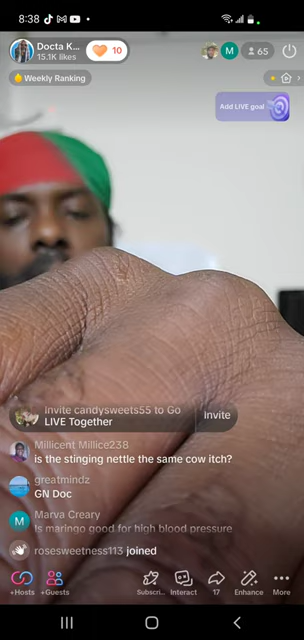 8:38
Docta K...
15.1K likes
10
M
65
Weekly Ranking
Add LIVE goal
Invite candysweets55 to Go
LIVE Together
Invite
Millicent Millice238
is the stinging nettle the same cow itch?
greatmindz
GN Doc
M
Marva Creary
Is maringo good for high blood pressure
rosesweetness113 joined
+Hosts
+Guests
Subscri...
Interact
17
Enhance
More